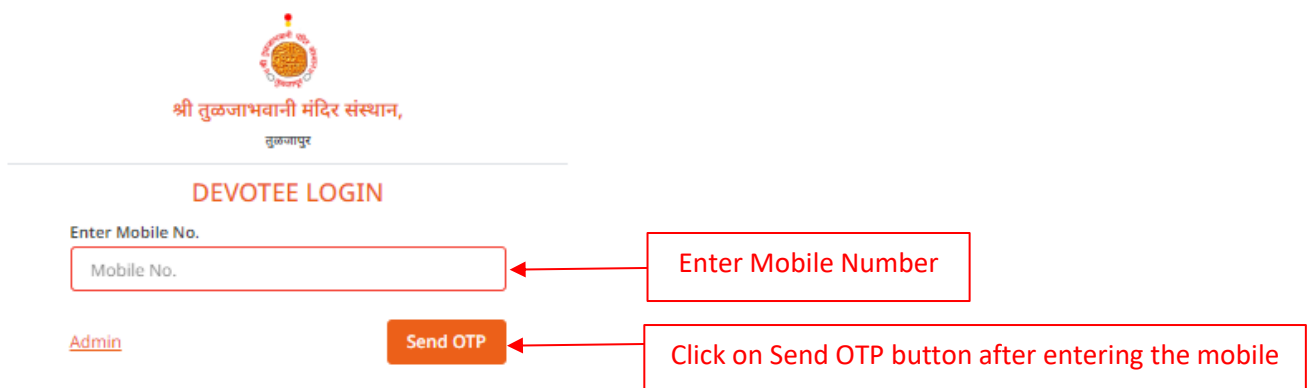 श्री तुळजाभवानी मंदिर संस्थान,
तुळजापुर
DEVOTEE LOGIN
Enter Mobile No.
Mobile No.
Enter Mobile Number
Admin
Send OTP
Click on Send OTP button after entering the mobile